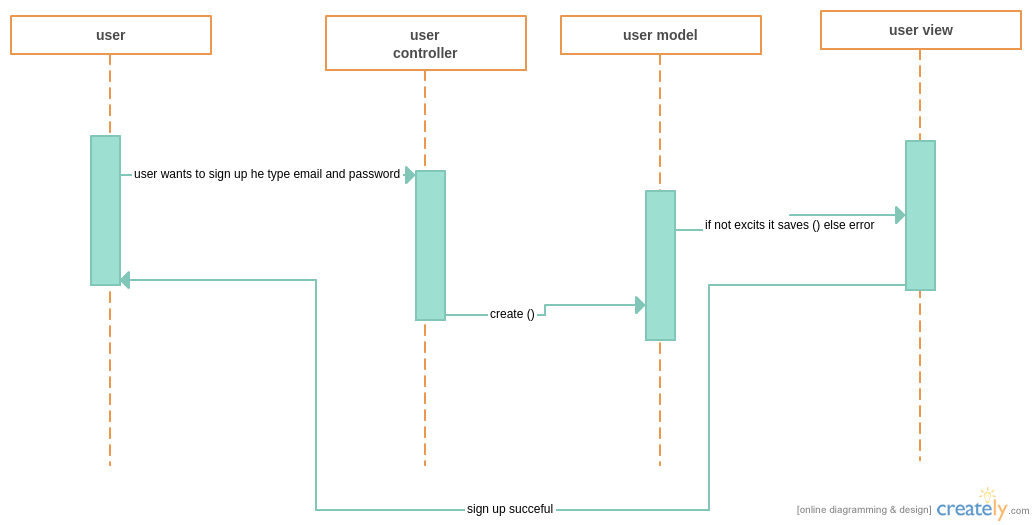 user
user
controller
user model
user view
user wants to sign up he type email and password
if not excits it saves () else error
create ()
sign up succeful
[online diagramming & design] creately.com